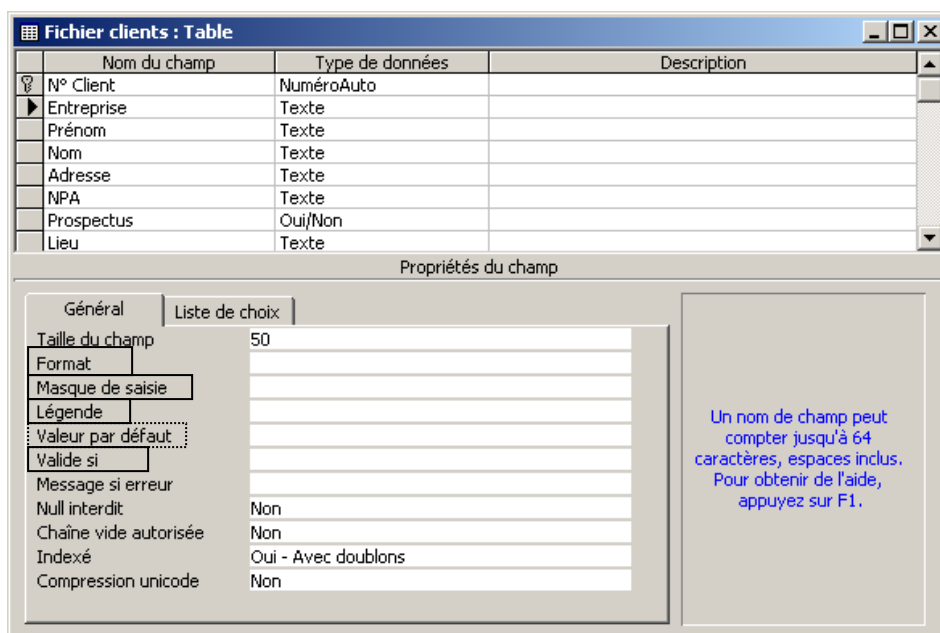 Fichier clients : Table
Nom du champ Type de données Description
N° Client NuméroAuto
Entreprise Texte
Prénom Texte
Nom Texte
Adresse Texte
NPA Texte
Prospectus Oui/Non
Lieu Texte
Propriétés du champ
Général Liste de choix
Taille du champ 50
Format
Masque de saisie
Légende
Valeur par défaut
Valide si
Message si erreur
Null interdit Non
Chaîne vide autorisée Non
Indexé Oui - Avec doublons
Compression unicode Non
Un nom de champ peut
compter jusqu'à 64
caractères, espaces inclus.
Pour obtenir de l'aide,
appuyez sur F1.